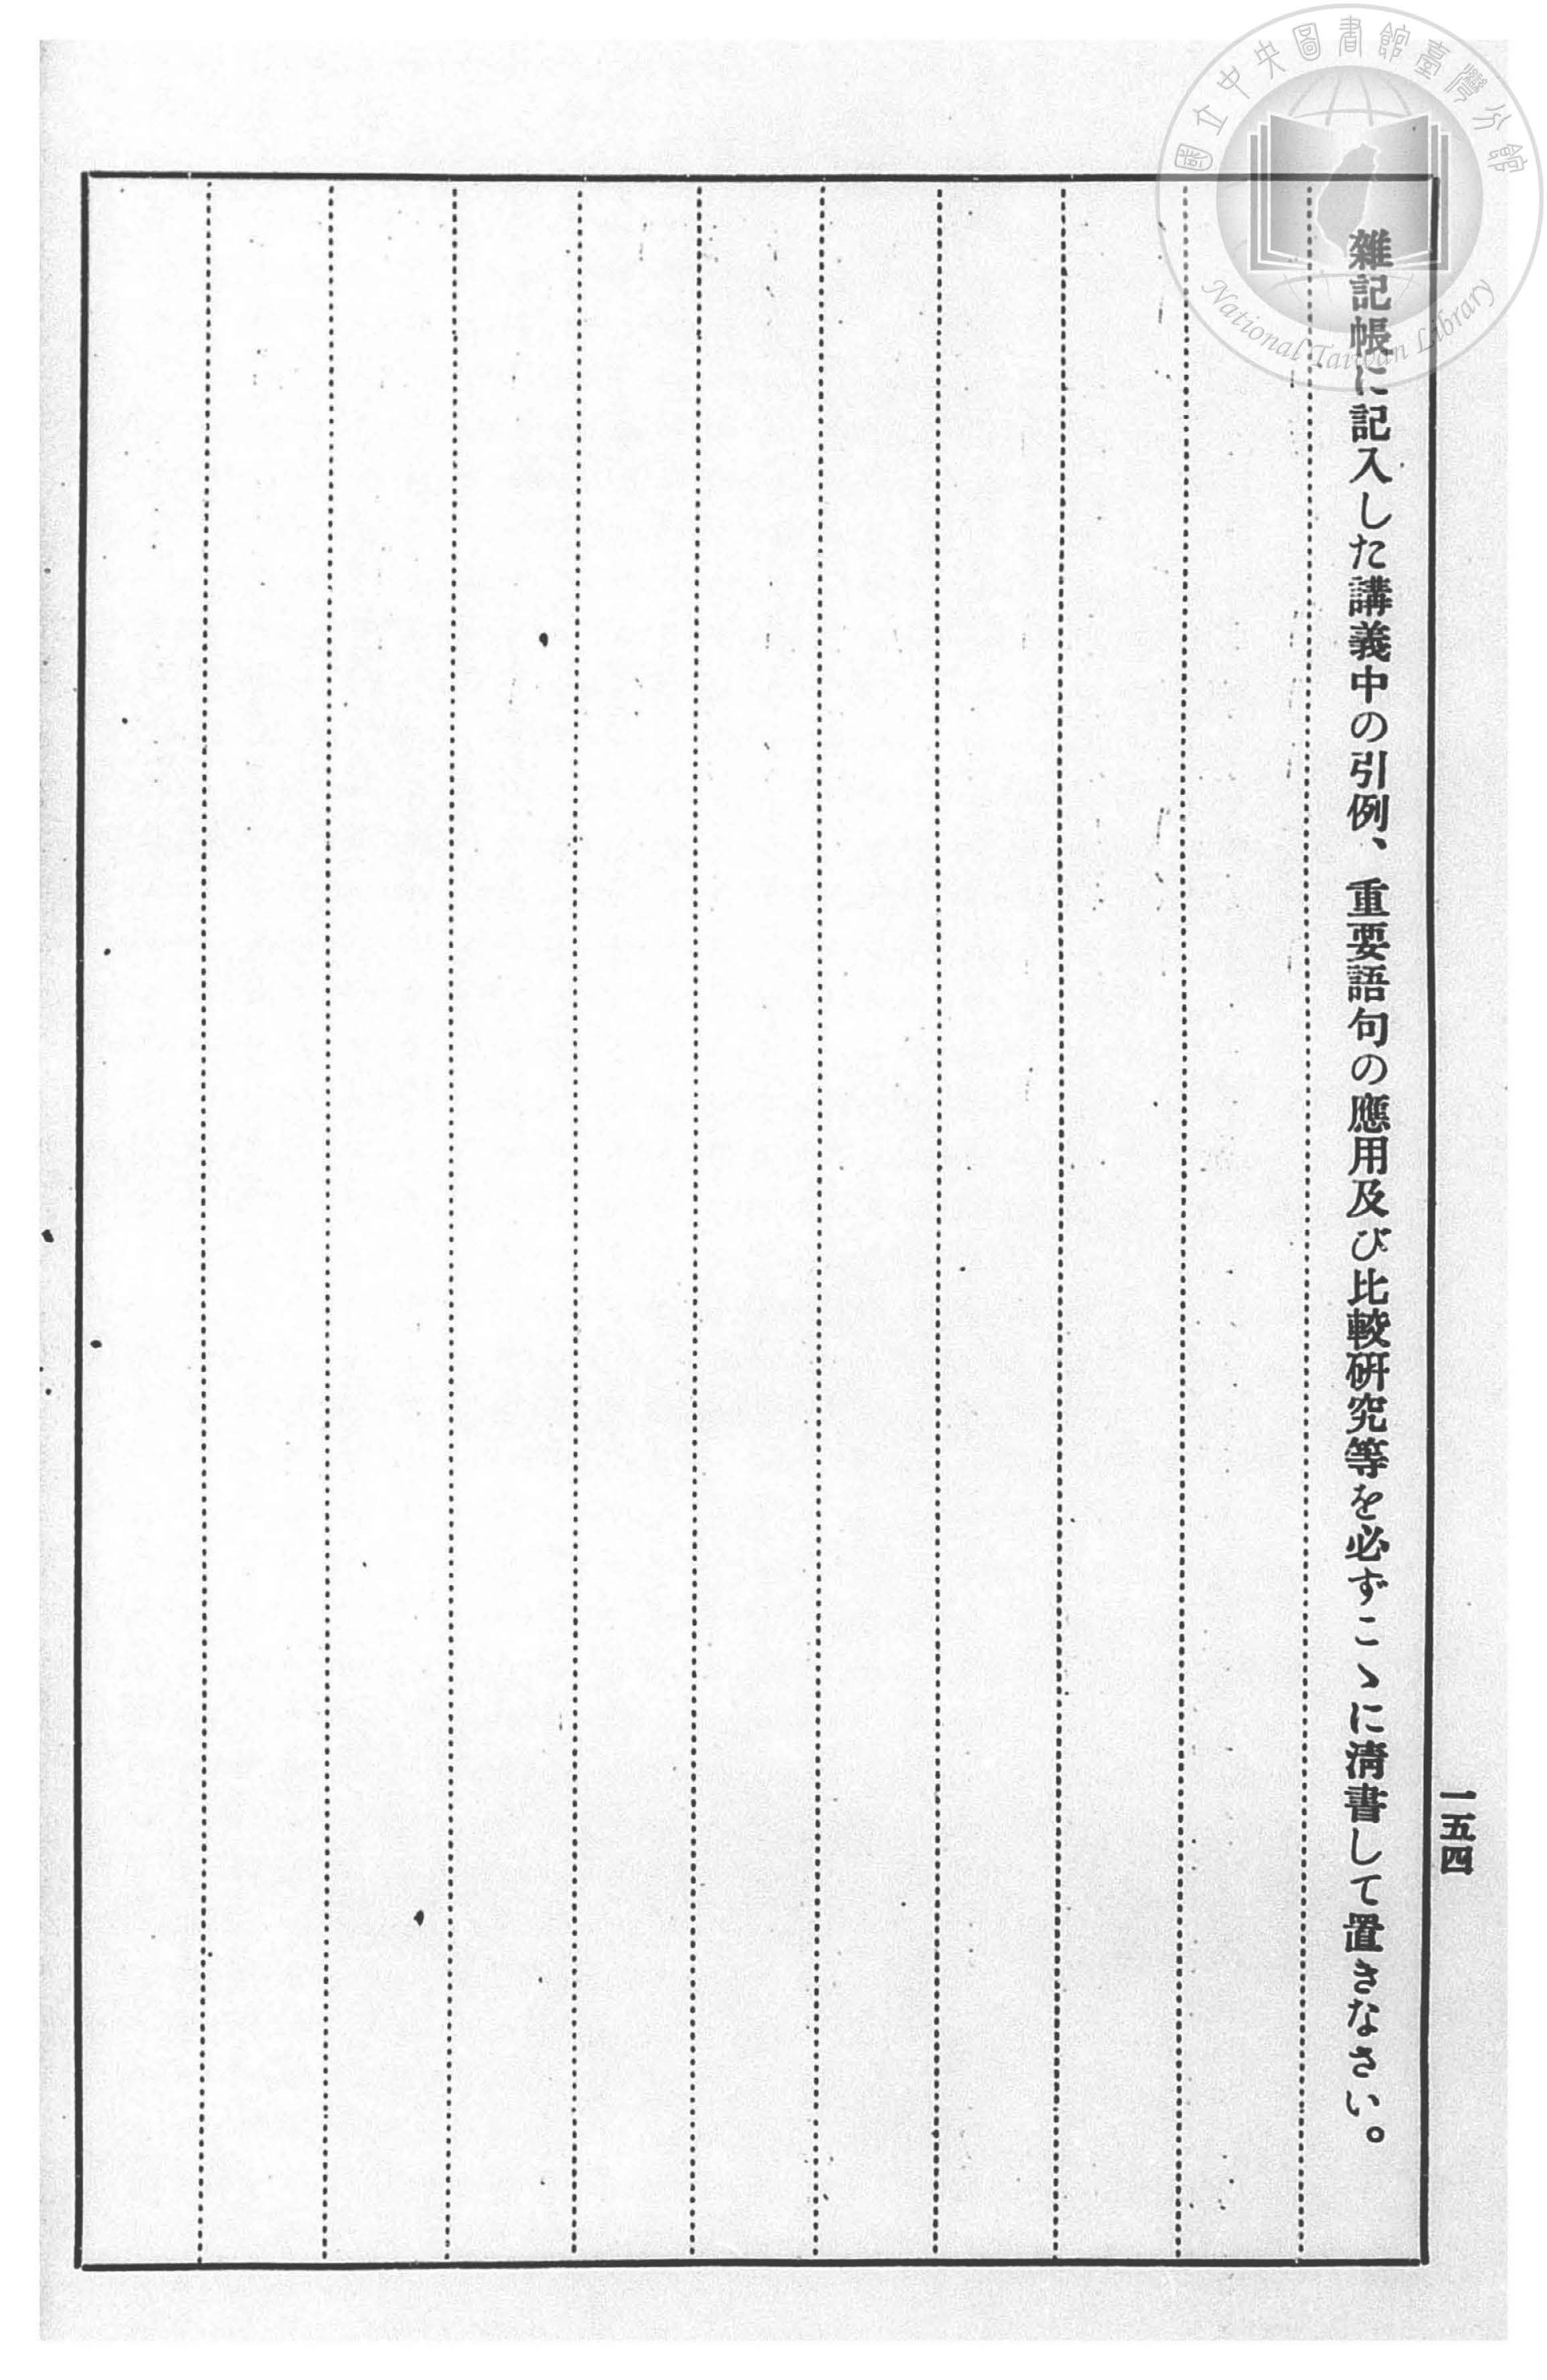 雜記帳に記入した講義中の引例、重要語句の應用及び比較硏究等を必ずこゝに淸書して置きなさい。
一五四
國立中央圖書館臺灣分館
National Taiwan Library